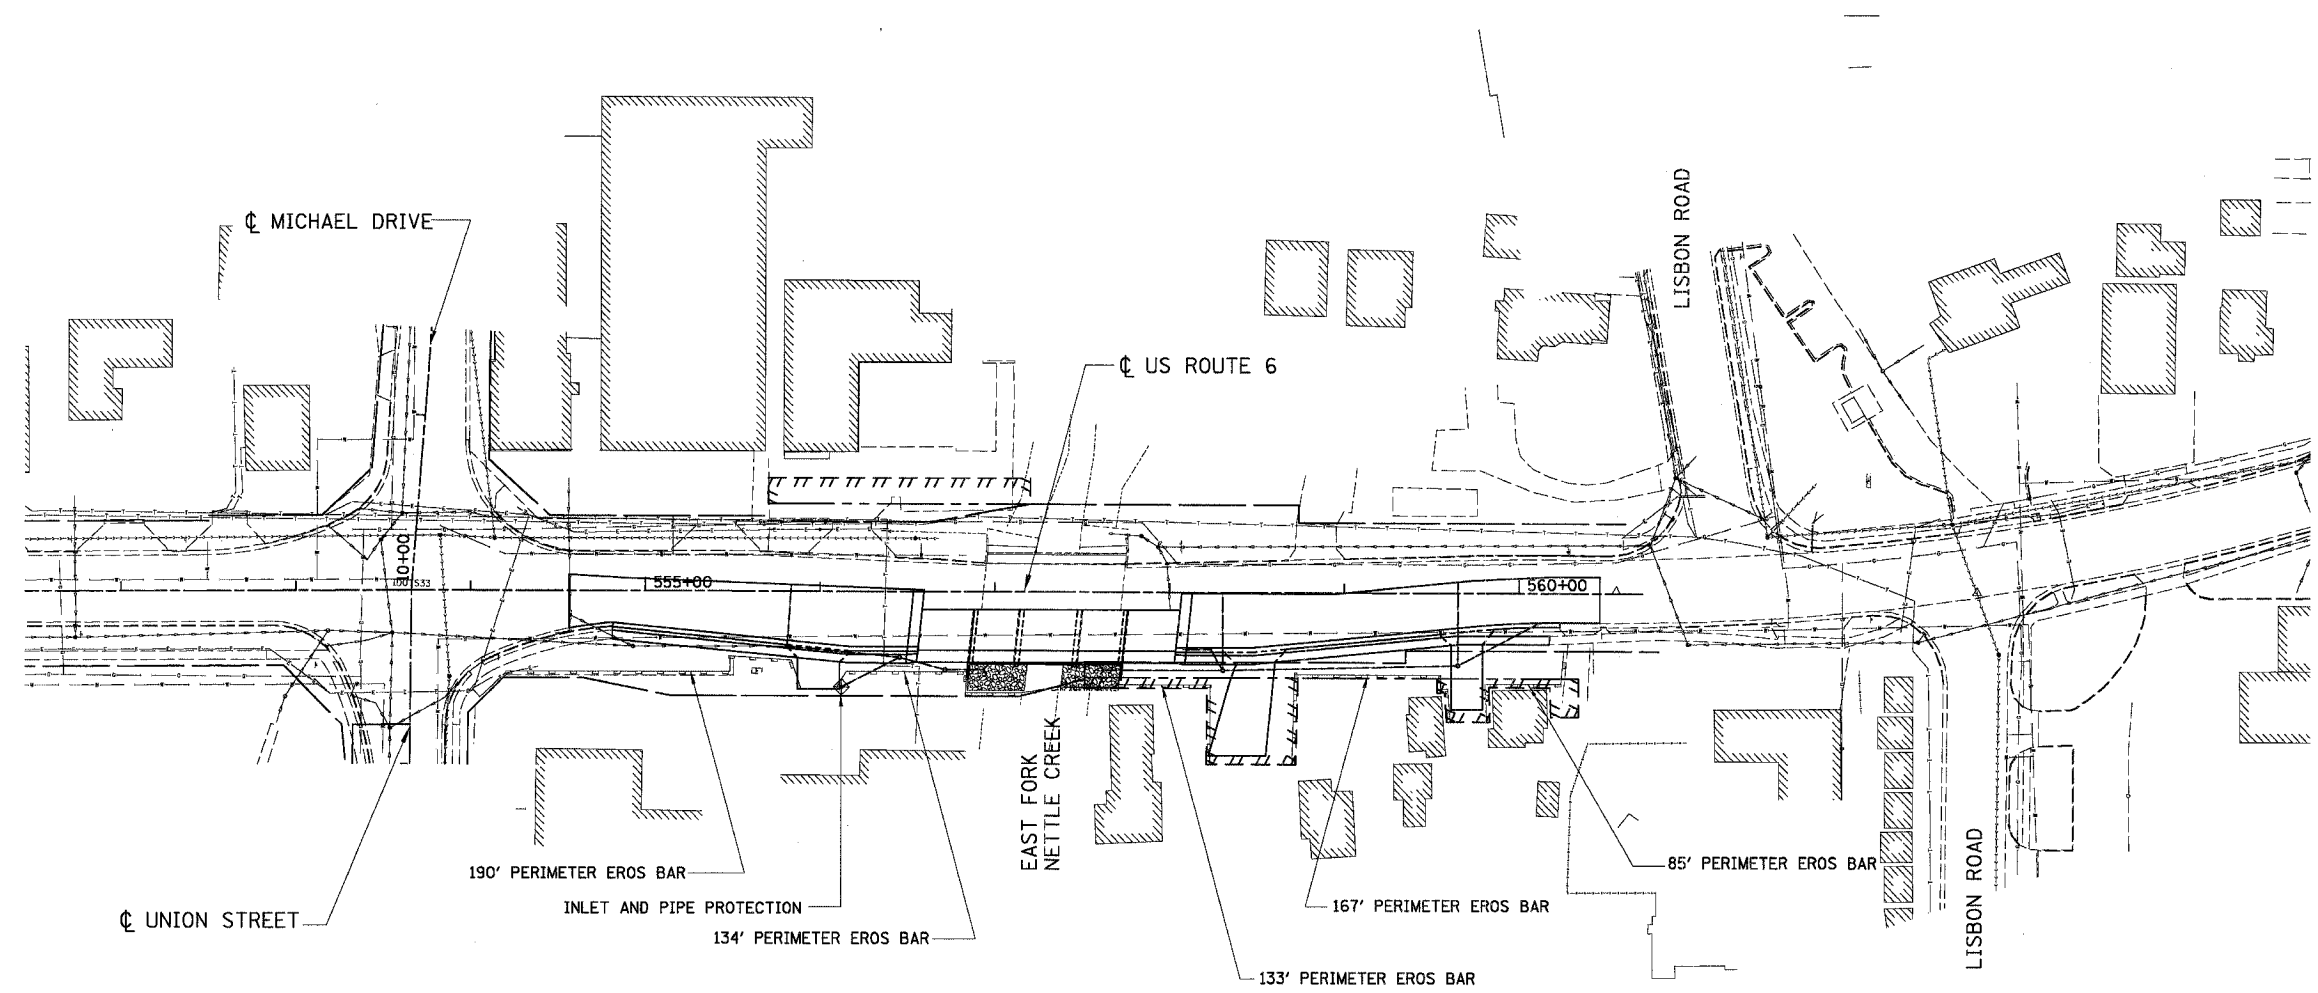 LISBON ROAD
℄ MICHAEL DRIVE
℄ US ROUTE 6
555+00
560+00
EAST FORK
NETTLE CREEK
190' PERIMETER EROS BAR
85' PERIMETER EROS BAR
INLET AND PIPE PROTECTION
167' PERIMETER EROS BAR
℄ UNION STREET
134' PERIMETER EROS BAR
LISBON ROAD
133' PERIMETER EROS BAR